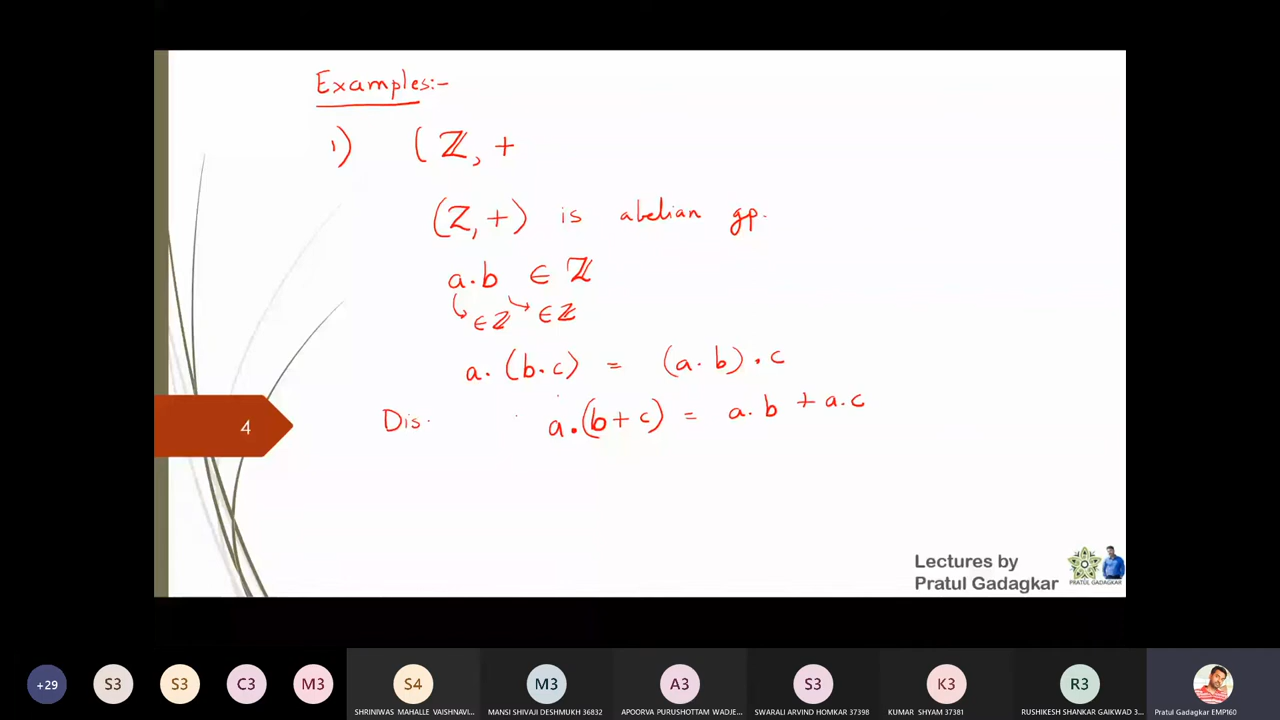 Examples:-
1) ( ℤ, +
(ℤ, +) is abelian gp.
a.b ∈ ℤ
∈ ℤ ∈ ℤ
a. (b.c) = (a.b) . c
Dis. a.(b+c) = a.b + a.c
4
Lectures by
Pratul Gadagkar
PRATUL GADAGKAR
+29 S3 S3 C3 M3 S4 M3 A3 S3 K3 R3
SHRINIWAS MAHALLE VAISHNAVI... MANSI SHIVAJI DESHMUKH 36832 APOORVA PURUSHOTTAM WADJE... SWARALI ARVIND HOMKAR 37398 KUMAR SHYAM 37381 RUSHIKESH SHANKAR GAIKWAD 3... Pratul Gadagkar EMP160